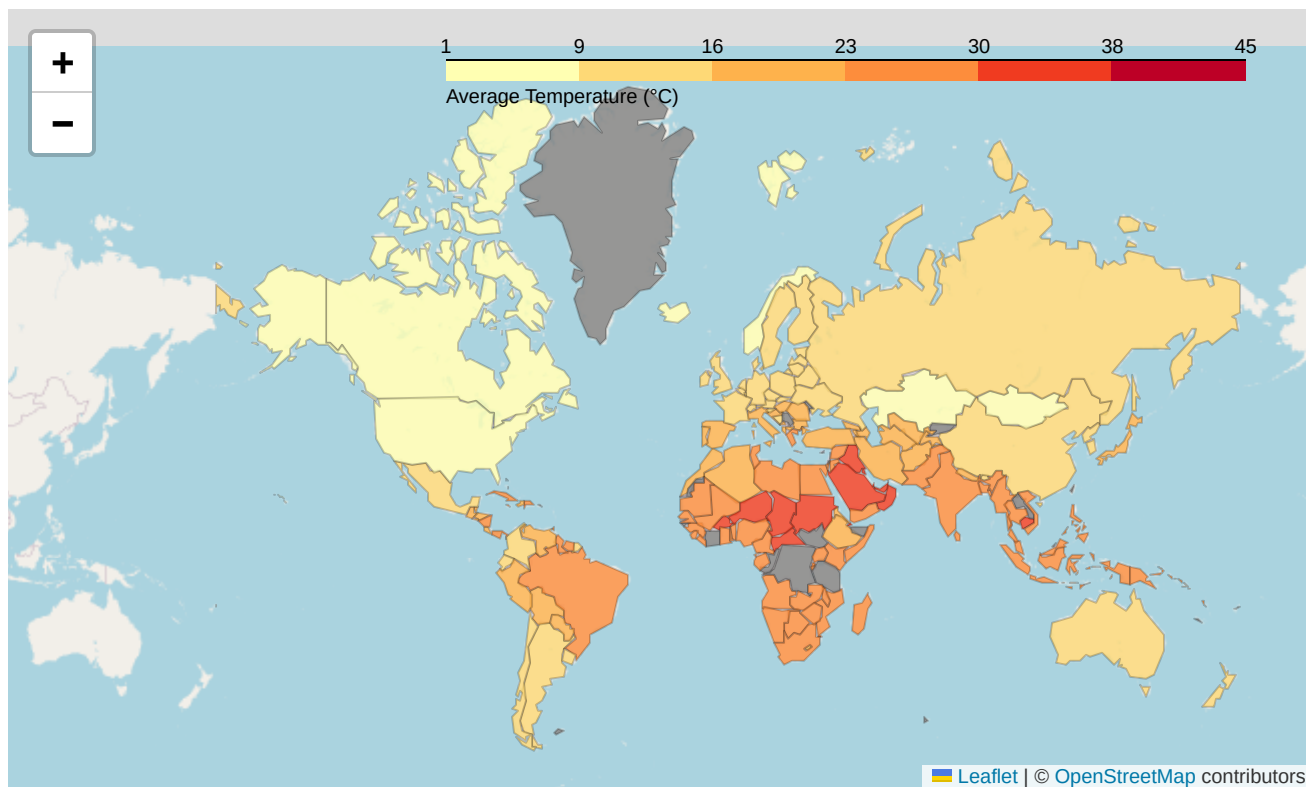 +
−
1 9 16 23 30 38 45
Average Temperature (°C)
Leaflet | © OpenStreetMap contributors